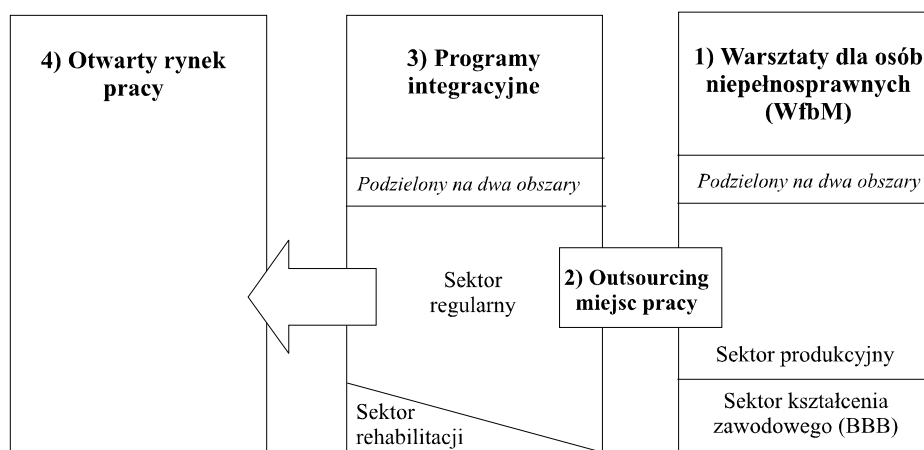 4) Otwarty rynek
pracy
3) Programy
integracyjne
Podzielony na dwa obszary
Sektor
regularny
Sektor
rehabilitacji
2) Outsourcing
miejsc pracy
1) Warsztaty dla osób
niepełnosprawnych
(WfbM)
Podzielony na dwa obszary
Sektor produkcyjny
Sektor kształcenia
zawodowego (BBB)